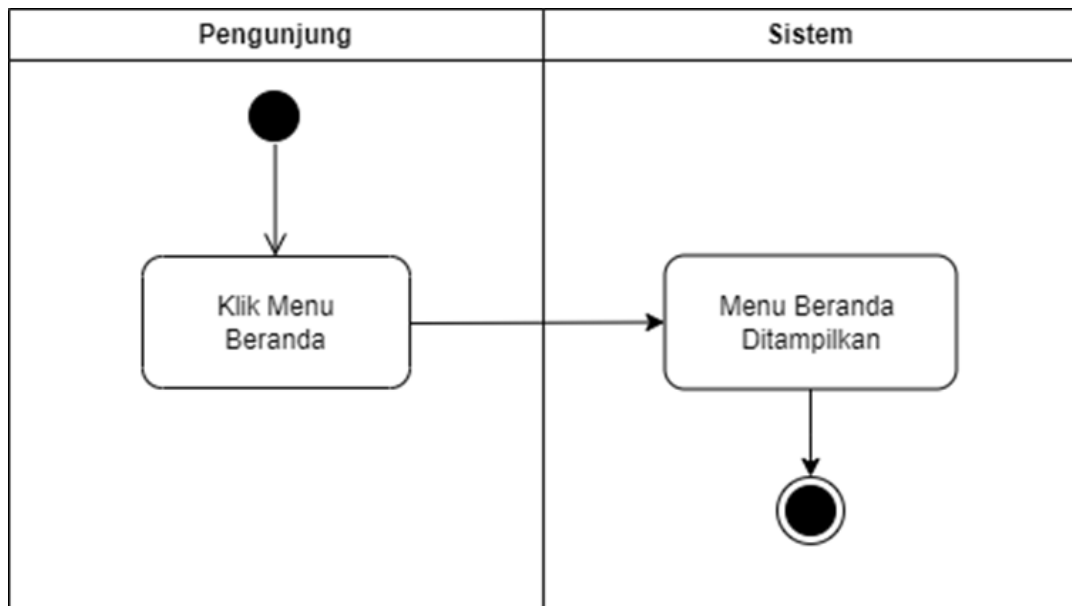 Pengunjung
Sistem
Klik Menu
Beranda
Menu Beranda
Ditampilkan